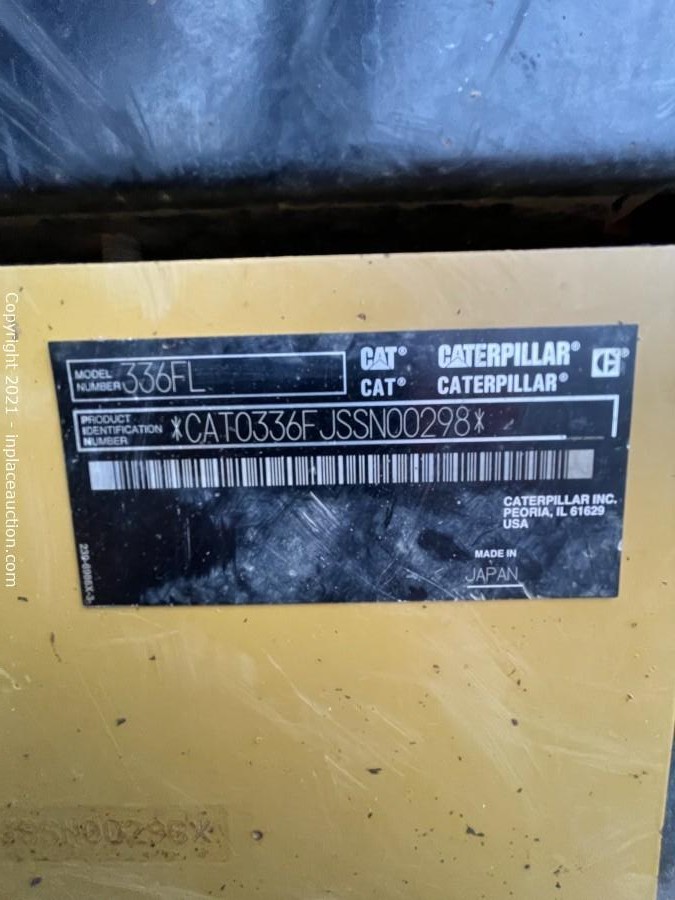 MODEL
NUMBER 336FL
CAT® CATERPILLAR®
CAT® CATERPILLAR®
PRODUCT
IDENTIFICATION
NUMBER *CAT0336FJSSN00298*
CATERPILLAR INC.
PEORIA, IL 61629
USA
MADE IN
JAPAN
Copyright 2021 - inplaceauction.com